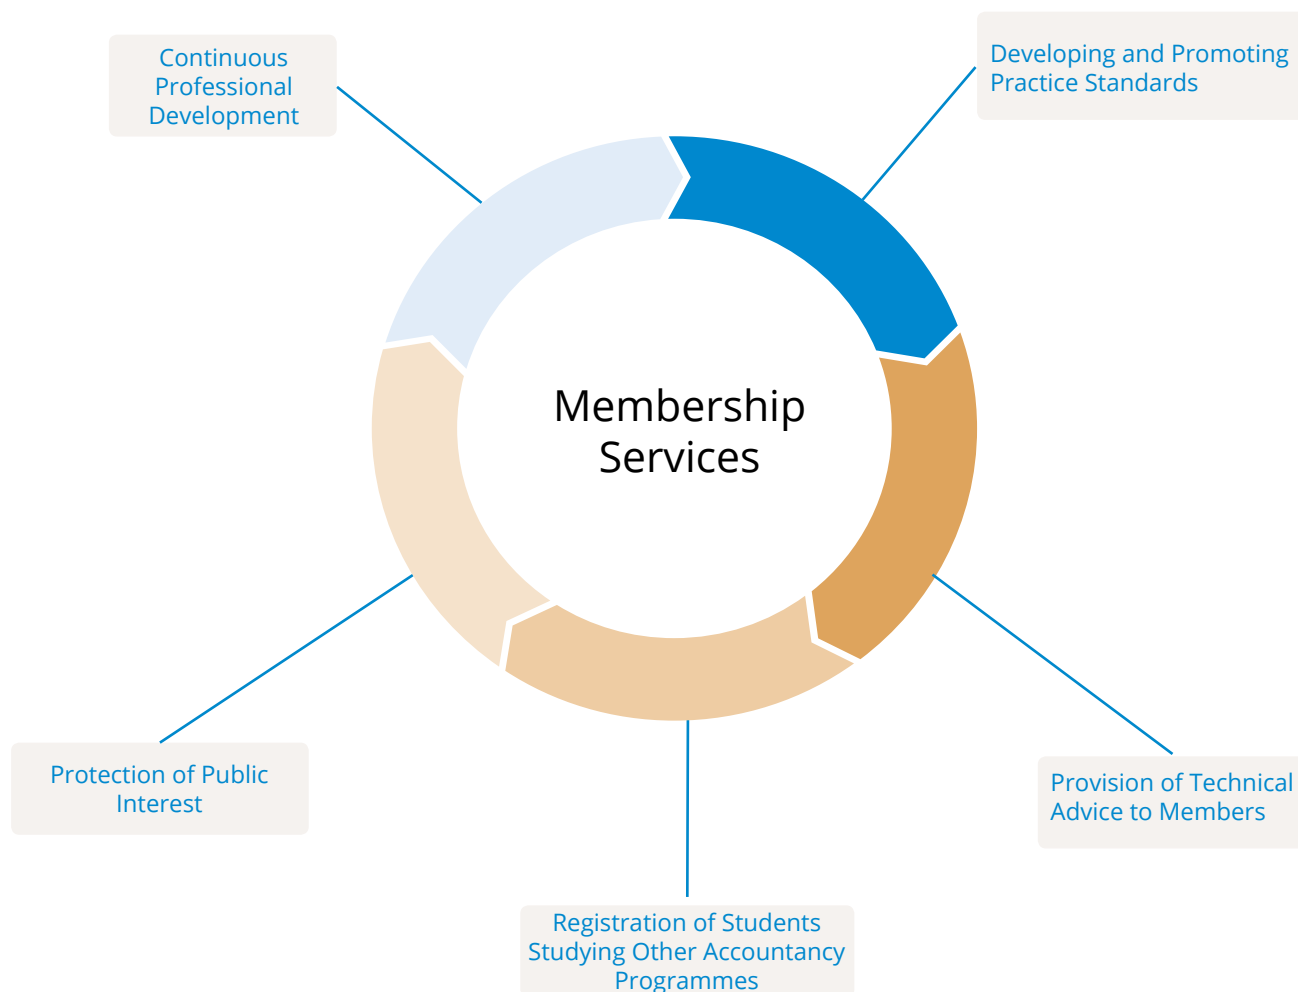 Continuous
Professional
Development
Developing and Promoting
Practice Standards
Membership
Services
Protection of Public
Interest
Provision of Technical
Advice to Members
Registration of Students
Studying Other Accountancy
Programmes